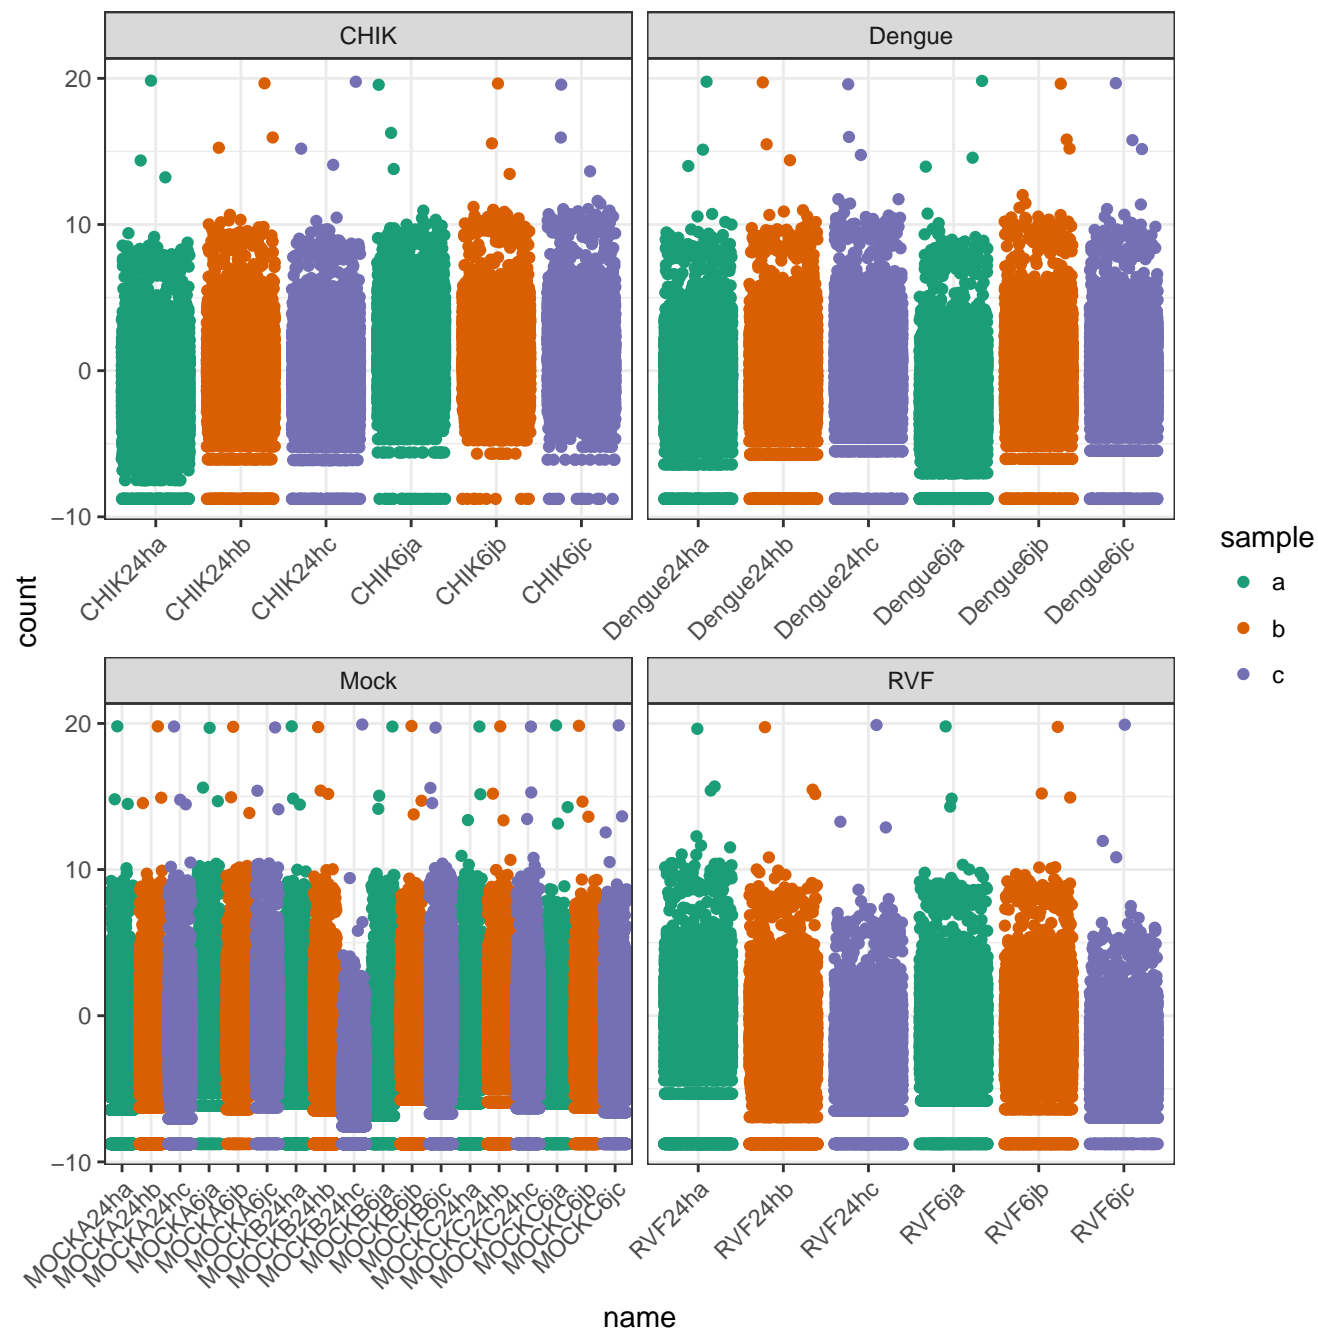 CHIK
Dengue
20
10
0
−10
CHIK24ha
CHIK24hb
CHIK24hc
CHIK6ja
CHIK6jb
CHIK6jc
Dengue24ha
Dengue24hb
Dengue24hc
Dengue6ja
Dengue6jb
Dengue6jc
count
sample
a
b
c
Mock
RVF
20
10
0
−10
MOCKA24ha
MOCKA24hb
MOCKA24hc
MOCKA6ja
MOCKA6jb
MOCKA6jc
MOCKB24ha
MOCKB24hb
MOCKB24hc
MOCKB6ja
MOCKB6jb
MOCKB6jc
MOCKC24ha
MOCKC24hb
MOCKC24hc
MOCKC6ja
MOCKC6jb
MOCKC6jc
RVF24ha
RVF24hb
RVF24hc
RVF6ja
RVF6jb
RVF6jc
name